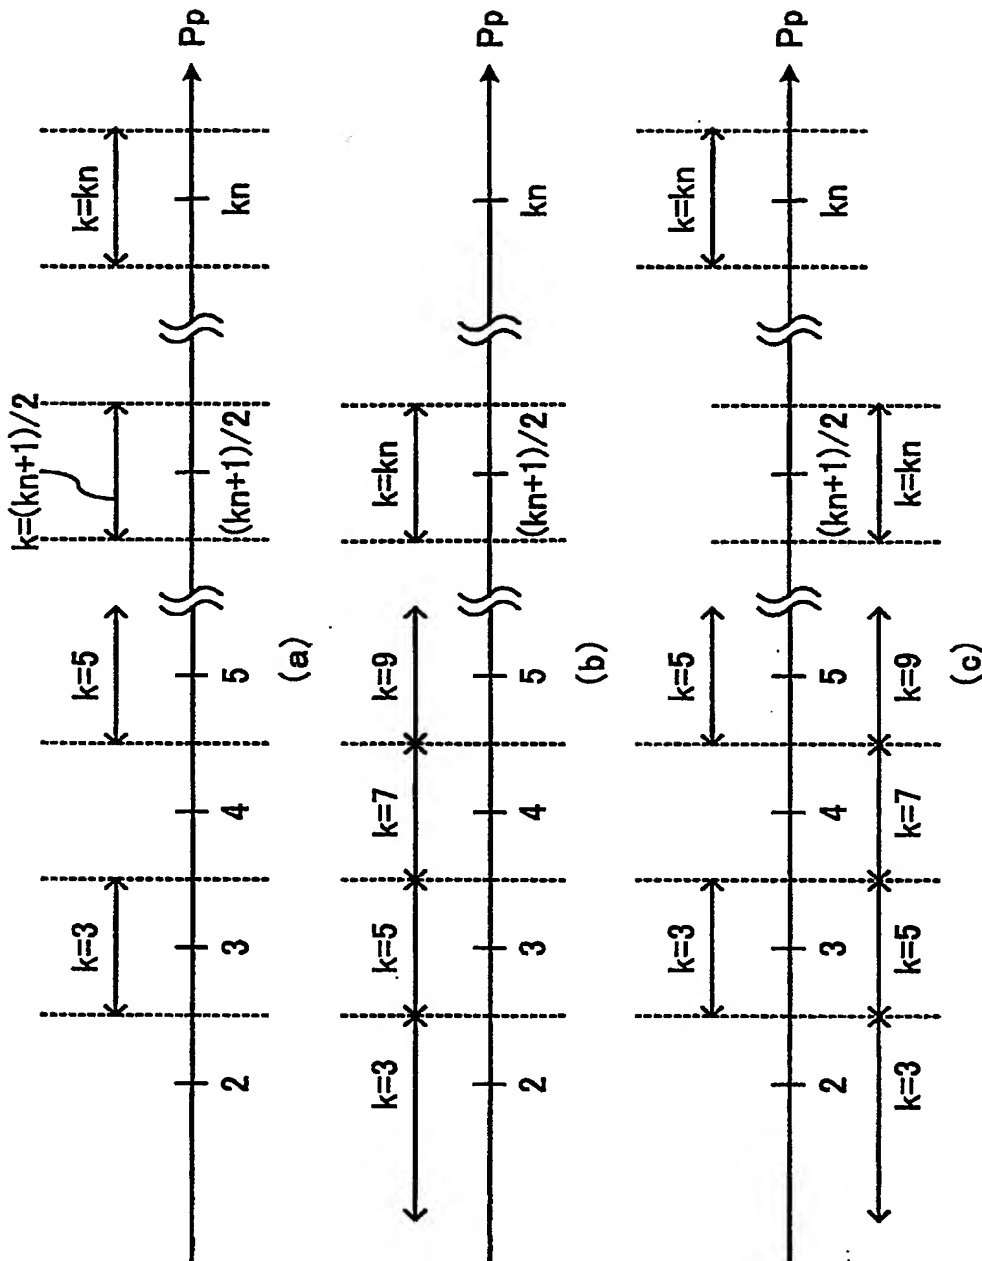 k=3
k=5
k=(kn+1)/2
k=kn
2
3
4
5
(kn+1)/2
kn
Pp
(a)
k=3
k=5
k=7
k=9
k=kn
2
3
4
5
(kn+1)/2
kn
Pp
(b)
k=3
k=5
k=kn
2
3
4
5
(kn+1)/2
kn
Pp
k=3
k=5
k=7
k=9
k=kn
(c)